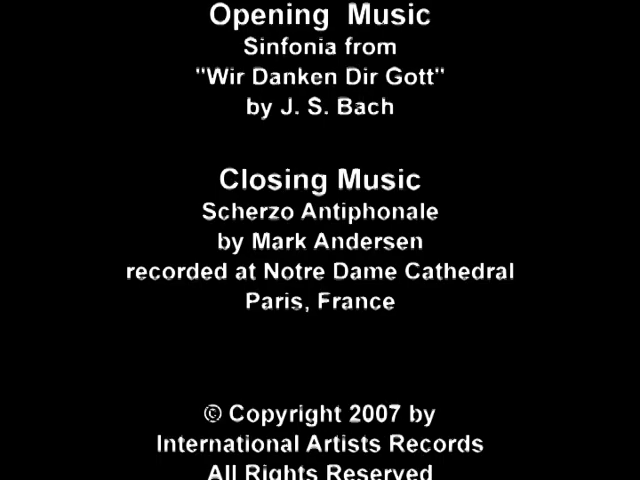 Opening Music
Sinfonia from
"Wir Danken Dir Gott"
by J. S. Bach
Closing Music
Scherzo Antiphonale
by Mark Andersen
recorded at Notre Dame Cathedral
Paris, France
© Copyright 2007 by
International Artists Records
All Rights Reserved